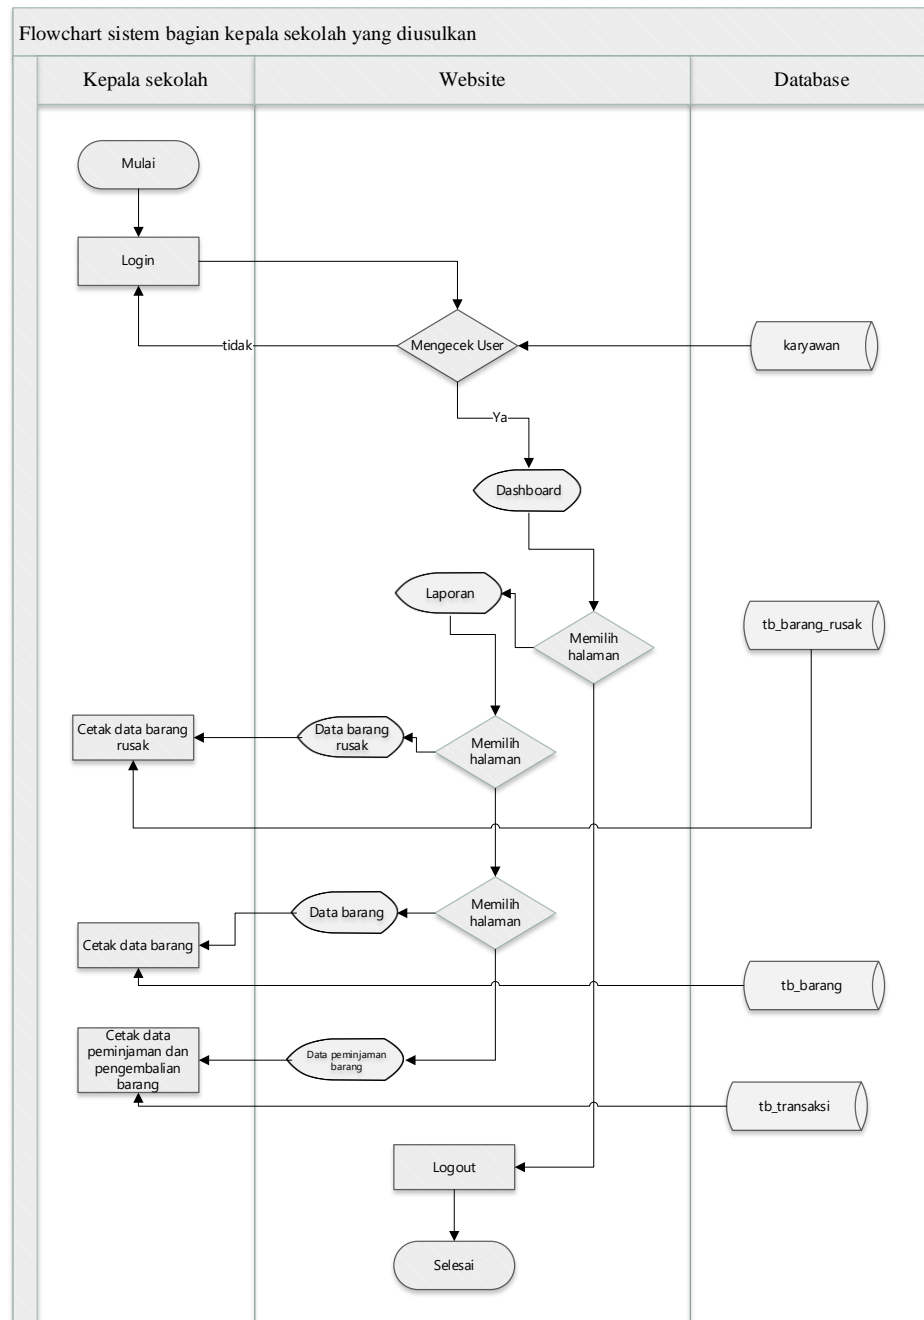 Flowchart sistem bagian kepala sekolah yang diusulkan
Kepala sekolah
Website
Database
Mulai
Login
Mengecek User
tidak
karyawan
Ya
Dashboard
Laporan
Memilih
halaman
tb_barang_rusak
Cetak data barang
rusak
Data barang
rusak
Memilih
halaman
Data barang
Memilih
halaman
Cetak data barang
tb_barang
Cetak data
peminjaman dan
pengembalian
barang
Data peminjaman
barang
tb_transaksi
Logout
Selesai